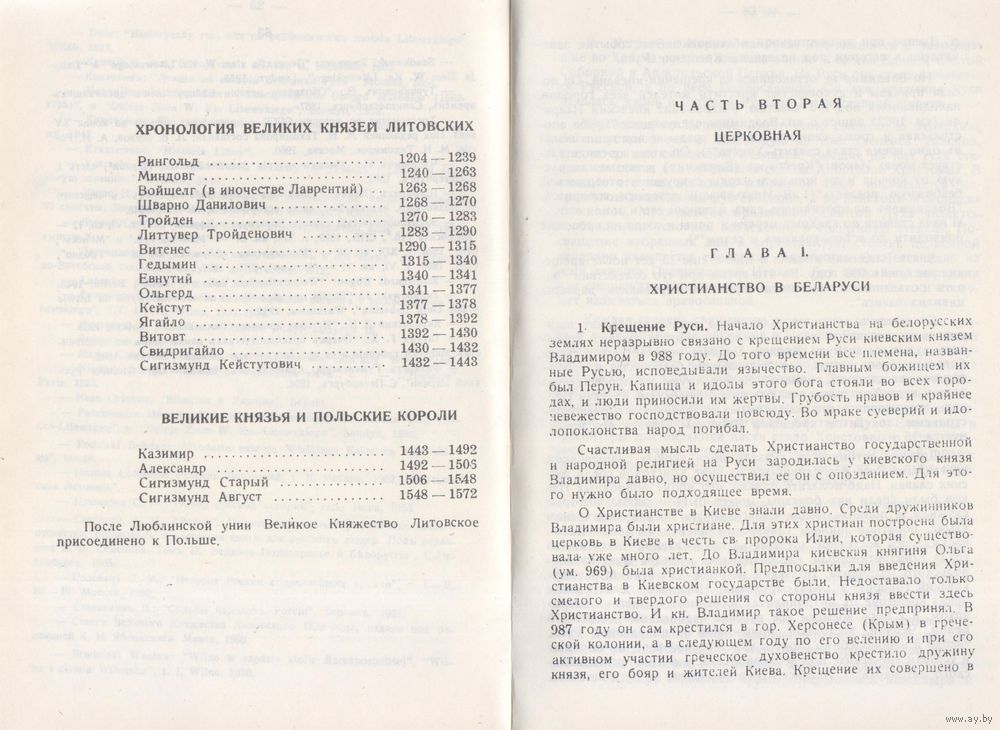 ХРОНОЛОГИЯ ВЕЛИКИХ КНЯЗЕЙ ЛИТОВСКИХ
Рингольд . . . . . . . . . . . . . . . . 1204 — 1239
Миндовг . . . . . . . . . . . . . . . . 1240 — 1263
Войшелг (в иночестве Лаврентий) . . 1263 — 1268
Шварно Данилович . . . . . . . . . . 1268 — 1270
Тройден . . . . . . . . . . . . . . . . 1270 — 1283
Литтувер Тройденович . . . . . . . . 1283 — 1290
Витенес . . . . . . . . . . . . . . . . 1290 — 1315
Гедымин . . . . . . . . . . . . . . . . 1315 — 1340
Евнутий . . . . . . . . . . . . . . . . 1340 — 1341
Ольгерд . . . . . . . . . . . . . . . . 1341 — 1377
Кейстут . . . . . . . . . . . . . . . . 1377 — 1378
Ягайло . . . . . . . . . . . . . . . . 1378 — 1392
Витовт . . . . . . . . . . . . . . . . 1392 — 1430
Свидригайло . . . . . . . . . . . . . 1430 — 1432
Сигизмунд Кейстутович . . . . . . . . 1432 — 1443
ВЕЛИКИЕ КНЯЗЬЯ И ПОЛЬСКИЕ КОРОЛИ
Казимир . . . . . . . . . . . . . . . . 1443 — 1492
Александр . . . . . . . . . . . . . . . 1492 — 1506
Сигизмунд Старый . . . . . . . . . . 1506 — 1548
Сигизмунд Август . . . . . . . . . . 1548 — 1572
После Люблинской унии Великое Княжество Литовское
присоединено к Польше.
ЧАСТЬ ВТОРАЯ
ЦЕРКОВНАЯ
ГЛАВА I.
ХРИСТИАНСТВО В БЕЛАРУСИ
1. Крещение Руси. Начало Христианства на белорусских
землях неразрывно связано с крещением Руси киевским князем
Владимиром в 988 году. До того времени все племена, назван-
ные Русью, исповедывали язычество. Главным божищем их
был Перун. Капища и идолы этого бога стояли во всех горо-
дах, и люди приносили им жертвы. Грубость нравов и крайнее
невежество господствовали повсюду. Во мраке суеверий и идо-
лопоклонства народ погибал.
Счастливая мысль сделать Христианство государственной
и народной религией на Руси зародилась у киевского князя
Владимира давно, но осуществил ее он с опозданием. Для это-
го нужно было подходящее время.
О Христианстве в Киеве знали давно. Среди дружинников
Владимира были христиане. Для этих христиан построена была
церковь в Киеве в честь св. пророка Илии, которая существо-
вала уже много лет. До Владимира киевская княгиня Ольга
(ум. 969) была христианкой. Предпосылки для введения Хри-
стианства в Киевском государстве были. Недоставало только
смелого и твердого решения со стороны князя ввести здесь
Христианство. И кн. Владимир такое решение предпринял. В
987 году он сам крестился в гор. Херсонесе (Крым) в грече-
ской колонии, а в следующем году по его велению и при его
активном участии греческое духовенство крестило дружину
князя, его бояр и жителей Киева. Крещение их совершено в
www.ay.by